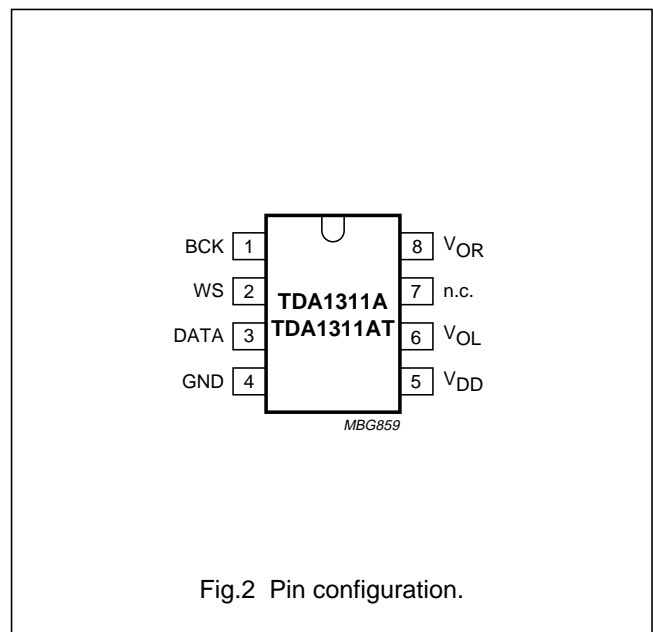 BCK 1
WS 2
DATA 3
GND 4
TDA1311A
TDA1311AT
8 VOR
7 n.c.
6 VOL
5 VDD
MBG859
Fig.2 Pin configuration.